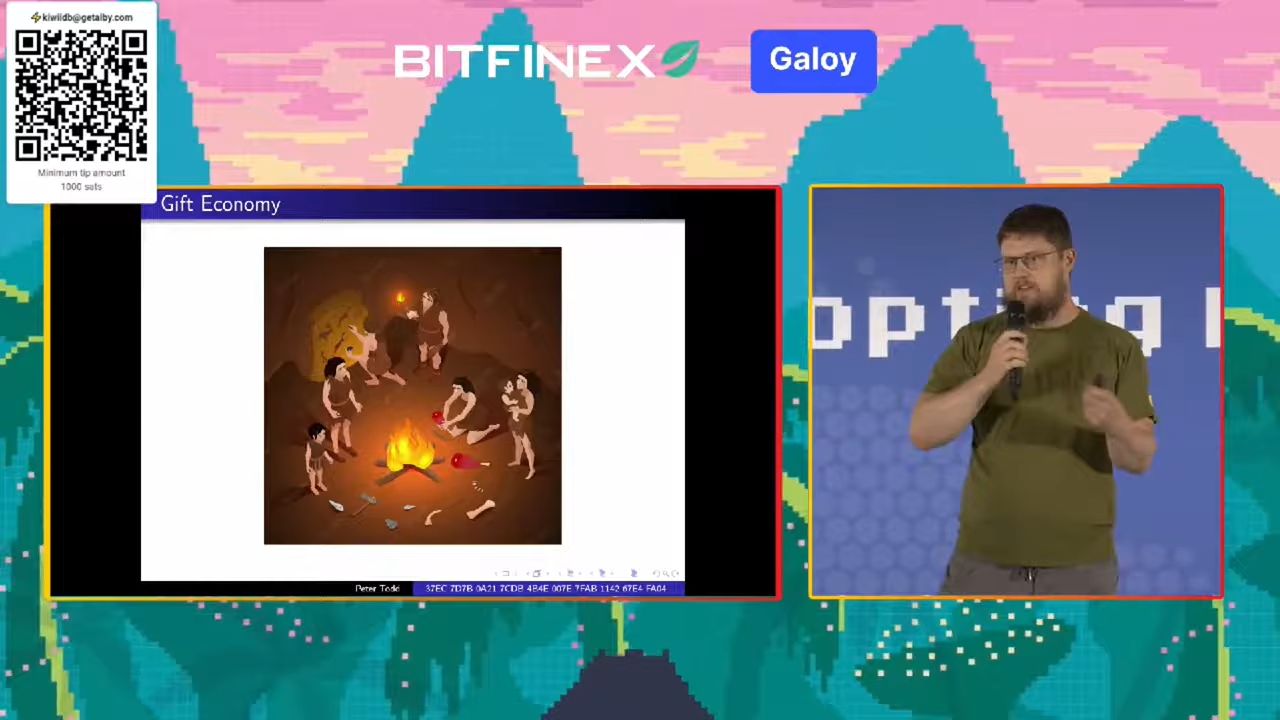 ⚡kiwiidb@getalby.com
Minimum tip amount
1000 sats
BITFINEX
Galoy
Gift Economy
Peter Todd
37EC 7D7B 0A21 7CDB 4B4E 007E 7FAB 1142 67E4 FA04